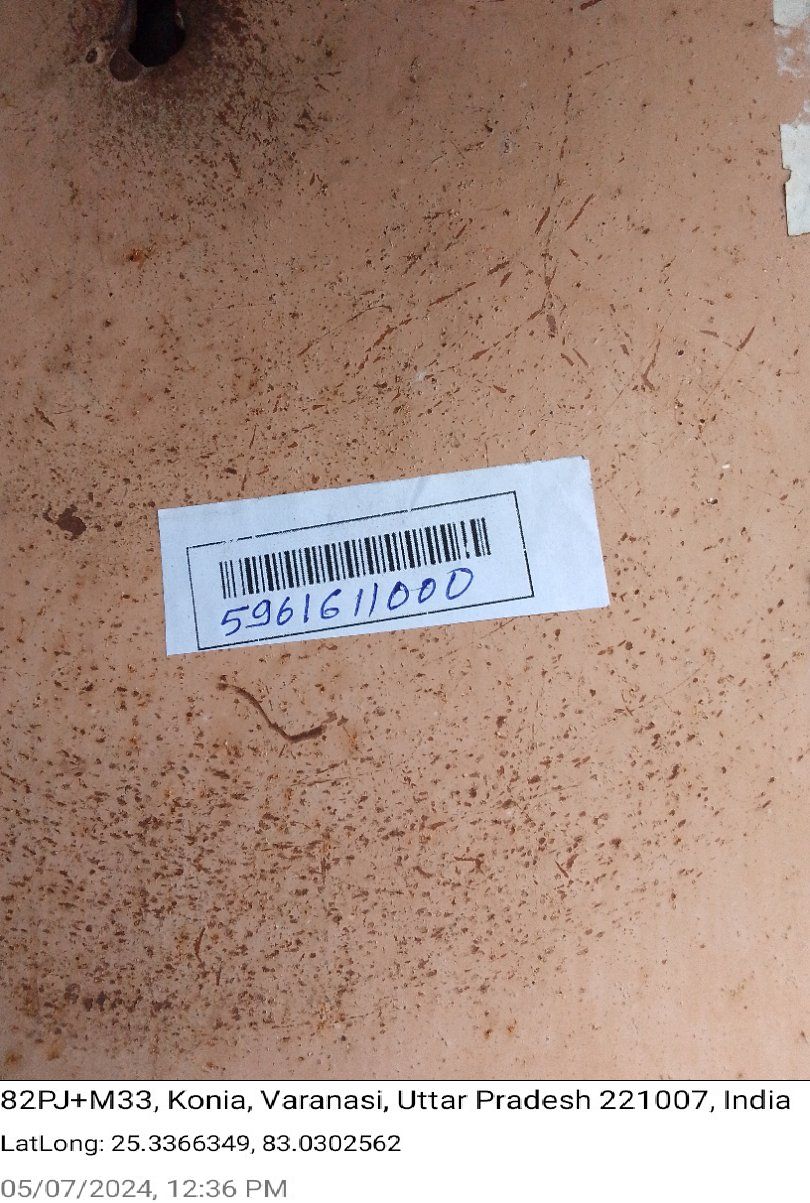 5961611000
82PJ+M33, Konia, Varanasi, Uttar Pradesh 221007, India
LatLong: 25.3366349, 83.0302562
05/07/2024, 12:36 PM